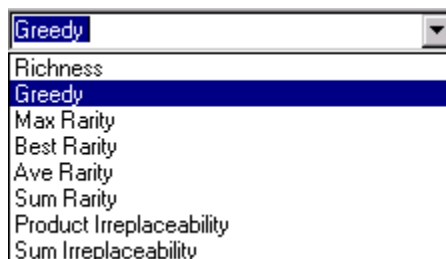 Greedy
Richness
Greedy
Max Rarity
Best Rarity
Ave Rarity
Sum Rarity
Product Irreplaceability
Sum Irreplaceability